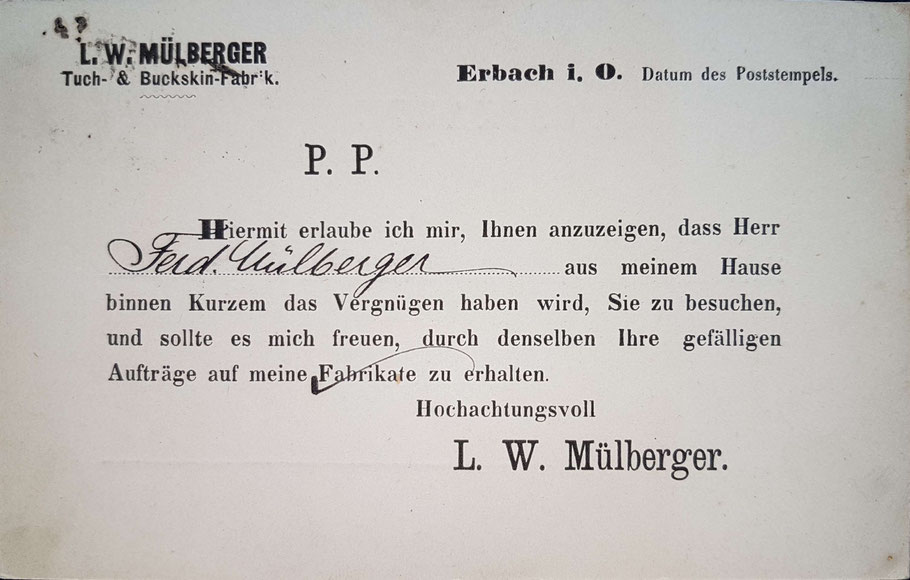 L. W. MÜLBERGER
Tuch- & Buckskin-Fabrik.
Erbach i. O. Datum des Poststempels.
P. P.
Hiermit erlaube ich mir, Ihnen anzuzeigen, dass Herr
Ferd. Mülberger aus meinem Hause
binnen Kurzem das Vergnügen haben wird, Sie zu besuchen,
und sollte es mich freuen, durch denselben Ihre gefälligen
Aufträge auf meine Fabrikate zu erhalten.
Hochachtungsvoll
L. W. Mülberger.